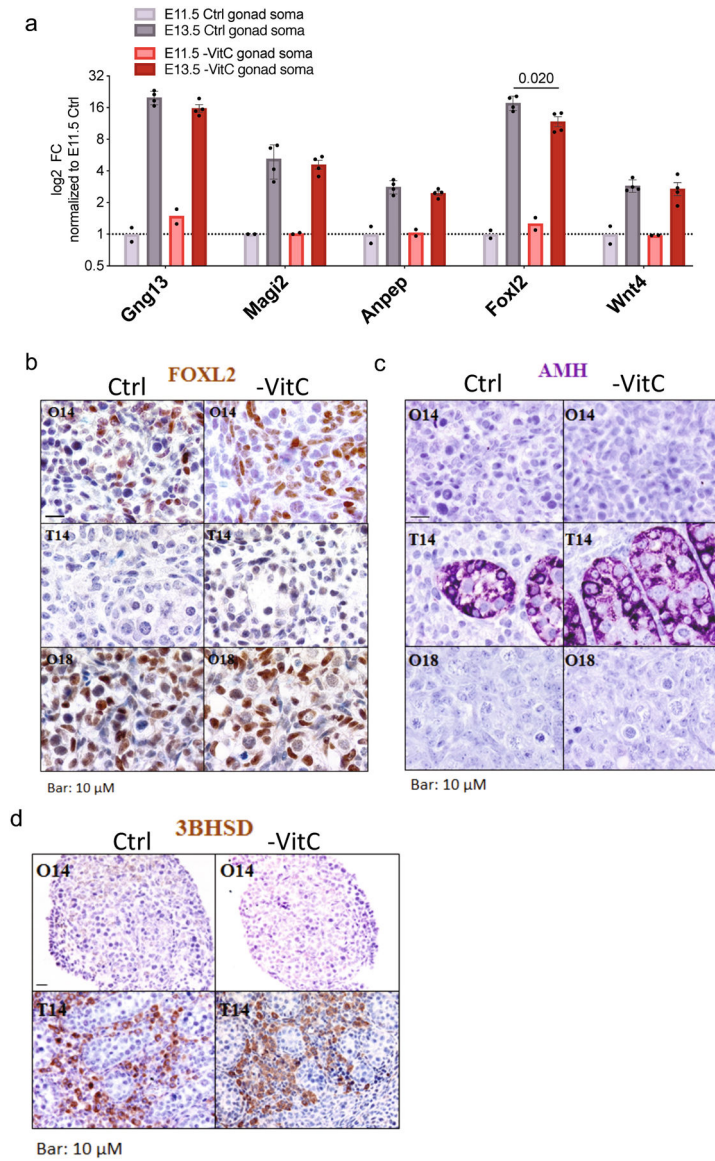 a
E11.5 Ctrl gonad soma
E13.5 Ctrl gonad soma
E11.5 -VitC gonad soma
E13.5 -VitC gonad soma
log2 FC
normalized to E11.5 Ctrl
32
16
8
4
2
1
0.5
0.020
Gng13
Magi2
Anpep
Foxl2
Wnt4
b
FOXL2
Ctrl
-VitC
O14
O14
T14
T14
O18
O18
Bar: 10 µM
c
AMH
Ctrl
-VitC
O14
O14
T14
T14
O18
O18
Bar: 10 µM
d
3BHSD
Ctrl
-VitC
O14
O14
T14
T14
Bar: 10 µM